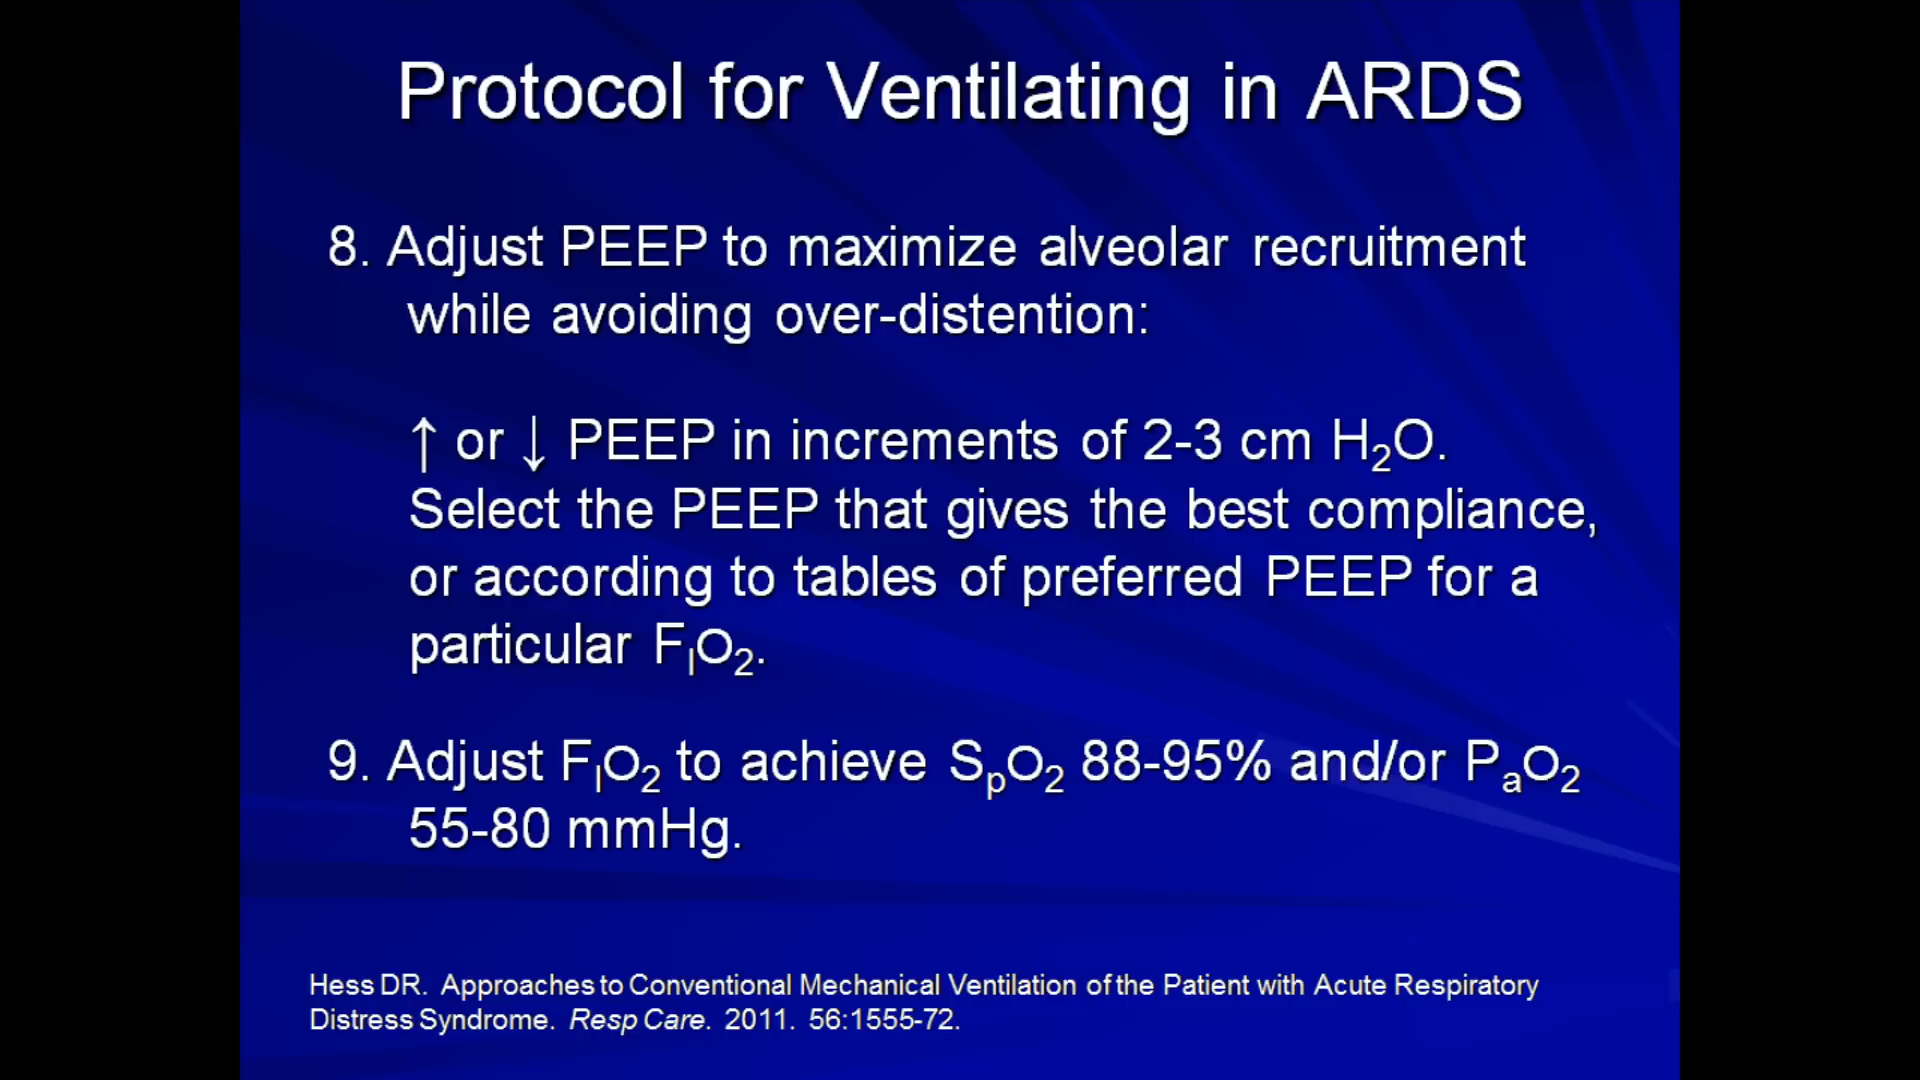 Protocol for Ventilating in ARDS
8. Adjust PEEP to maximize alveolar recruitment
while avoiding over-distention:
↑ or ↓ PEEP in increments of 2-3 cm H₂O.
Select the PEEP that gives the best compliance,
or according to tables of preferred PEEP for a
particular FIO₂.
9. Adjust FIO₂ to achieve SpO₂ 88-95% and/or PaO₂
55-80 mmHg.
Hess DR. Approaches to Conventional Mechanical Ventilation of the Patient with Acute Respiratory
Distress Syndrome. Resp Care. 2011. 56:1555-72.